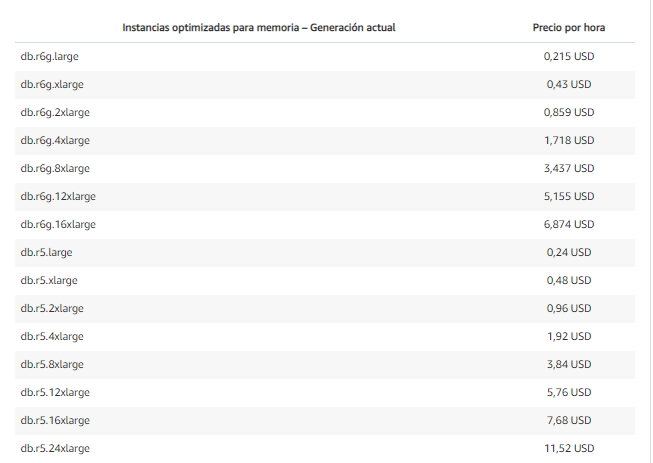 Instancias optimizadas para memoria – Generación actual Precio por hora
db.r6g.large 0,215 USD
db.r6g.xlarge 0,43 USD
db.r6g.2xlarge 0,859 USD
db.r6g.4xlarge 1,718 USD
db.r6g.8xlarge 3,437 USD
db.r6g.12xlarge 5,155 USD
db.r6g.16xlarge 6,874 USD
db.r5.large 0,24 USD
db.r5.xlarge 0,48 USD
db.r5.2xlarge 0,96 USD
db.r5.4xlarge 1,92 USD
db.r5.8xlarge 3,84 USD
db.r5.12xlarge 5,76 USD
db.r5.16xlarge 7,68 USD
db.r5.24xlarge 11,52 USD